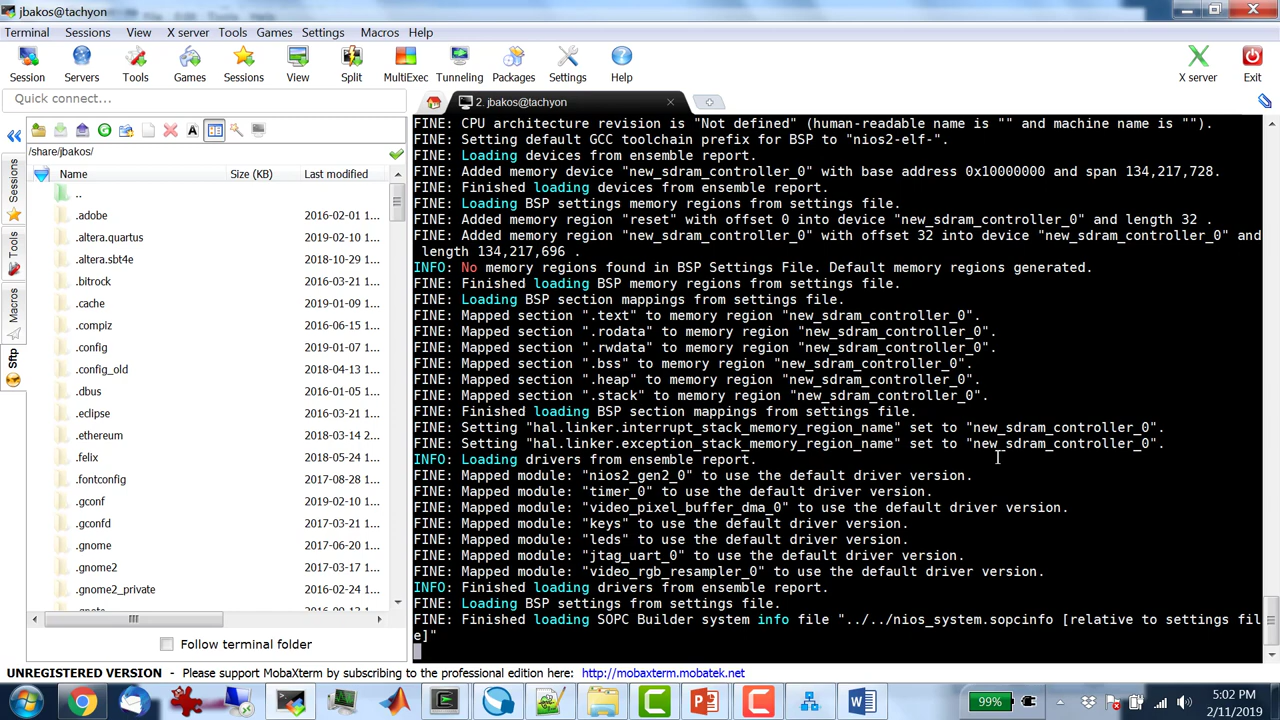 jbakos@tachyon
Terminal Sessions View X server Tools Games Settings Macros Help
Session Servers Tools Games Sessions View Split MultiExec Tunneling Packages Settings Help X server Exit
Quick connect...
2. jbakos@tachyon
/share/jbakos/
Name Size (KB) Last modified
..
.adobe 2016-02-01 1...
.altera.quartus 2019-02-10 1...
.altera.sbt4e 2018-10-29 1...
.bitrock 2017-03-21 1...
.cache 2019-01-09 1...
.compiz 2016-06-15 1...
.config 2019-01-07 1...
.config_old 2018-04-13 1...
.dbus 2016-01-05 1...
.eclipse 2016-03-21 1...
.ethereum 2018-03-14 2...
.felix 2018-05-24 1...
.fontconfig 2017-08-28 1...
.gconf 2019-02-10 1...
.gconfd 2017-03-21 1...
.gnome 2017-06-20 1...
.gnome2 2017-03-17 1...
.gnome2_private 2016-02-24 1...
Sessions
Tools
Macros
Sftp
Follow terminal folder
FINE: CPU architecture revision is "Not defined" (human-readable name is "" and machine name is "").
FINE: Setting default GCC toolchain prefix for BSP to "nios2-elf-".
FINE: Loading devices from ensemble report.
FINE: Added memory device "new_sdram_controller_0" with base address 0x10000000 and span 134,217,728.
FINE: Finished loading devices from ensemble report.
FINE: Loading BSP settings memory regions from settings file.
FINE: Added memory region "reset" with offset 0 into device "new_sdram_controller_0" and length 32 .
FINE: Added memory region "new_sdram_controller_0" with offset 32 into device "new_sdram_controller_0" and
length 134,217,696 .
INFO: No memory regions found in BSP Settings File. Default memory regions generated.
FINE: Finished loading BSP memory regions from settings file.
FINE: Loading BSP section mappings from settings file.
FINE: Mapped section ".text" to memory region "new_sdram_controller_0".
FINE: Mapped section ".rodata" to memory region "new_sdram_controller_0".
FINE: Mapped section ".rwdata" to memory region "new_sdram_controller_0".
FINE: Mapped section ".bss" to memory region "new_sdram_controller_0".
FINE: Mapped section ".heap" to memory region "new_sdram_controller_0".
FINE: Mapped section ".stack" to memory region "new_sdram_controller_0".
FINE: Finished loading BSP section mappings from settings file.
FINE: Setting "hal.linker.interrupt_stack_memory_region_name" set to "new_sdram_controller_0".
FINE: Setting "hal.linker.exception_stack_memory_region_name" set to "new_sdram_controller_0".
INFO: Loading drivers from ensemble report.
FINE: Mapped module: "nios2_gen2_0" to use the default driver version.
FINE: Mapped module: "timer_0" to use the default driver version.
FINE: Mapped module: "video_pixel_buffer_dma_0" to use the default driver version.
FINE: Mapped module: "keys" to use the default driver version.
FINE: Mapped module: "leds" to use the default driver version.
FINE: Mapped module: "jtag_uart_0" to use the default driver version.
FINE: Mapped module: "video_rgb_resampler_0" to use the default driver version.
INFO: Finished loading drivers from ensemble report.
FINE: Loading BSP settings from settings file.
FINE: Finished loading SOPC Builder system info file "../../nios_system.sopcinfo [relative to settings fil
e]"
UNREGISTERED VERSION - Please support MobaXterm by subscribing to the professional edition here: http://mobaxterm.mobatek.net
99%
5:02 PM
2/11/2019